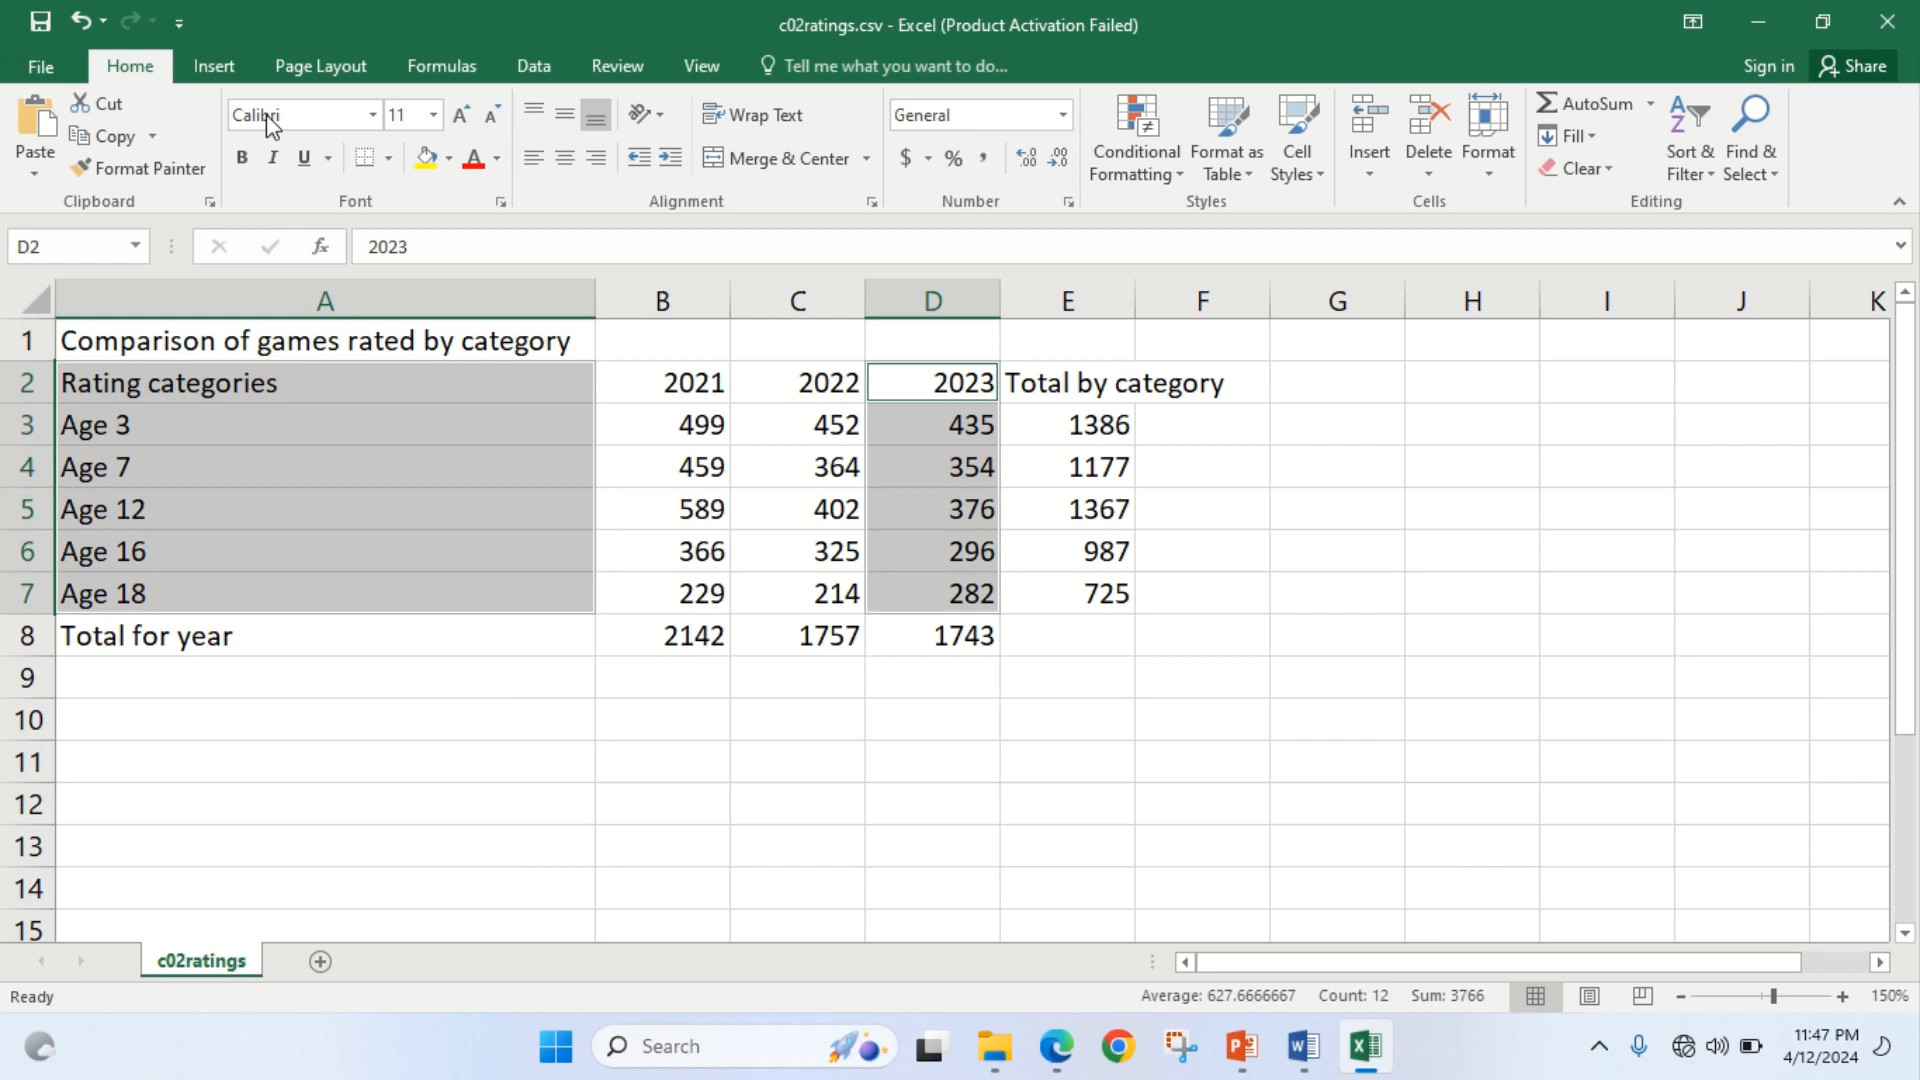 c02ratings.csv - Excel (Product Activation Failed)
File Home Insert Page Layout Formulas Data Review View Tell me what you want to do... Sign in Share
Paste Cut Copy Format Painter Clipboard
Calibri 11 A A B I U A Font
Wrap Text Merge & Center Alignment
General $ % , .00 .00 Number
Conditional Formatting Format as Table Cell Styles Styles
Insert Delete Format Cells
AutoSum Fill Clear Sort & Filter Find & Select Editing
D2 fx 2023
A B C D E F G H I J K
1 Comparison of games rated by category
2 Rating categories 2021 2022 2023 Total by category
3 Age 3 499 452 435 1386
4 Age 7 459 364 354 1177
5 Age 12 589 402 376 1367
6 Age 16 366 325 296 987
7 Age 18 229 214 282 725
8 Total for year 2142 1757 1743
9
10
11
12
13
14
15
c02ratings
Ready Average: 627.6666667 Count: 12 Sum: 3766 150%
Search 11:47 PM
4/12/2024